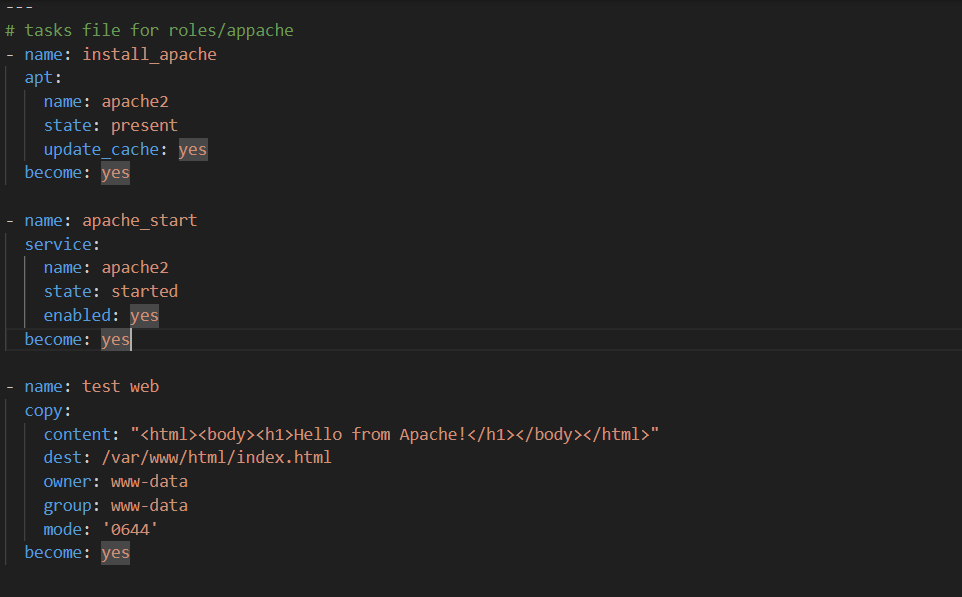 ---
# tasks file for roles/appache
- name: install_apache
  apt:
    name: apache2
    state: present
    update_cache: yes
  become: yes

- name: apache_start
  service:
    name: apache2
    state: started
    enabled: yes
  become: yes

- name: test web
  copy:
    content: "<html><body><h1>Hello from Apache!</h1></body></html>"
    dest: /var/www/html/index.html
    owner: www-data
    group: www-data
    mode: '0644'
  become: yes